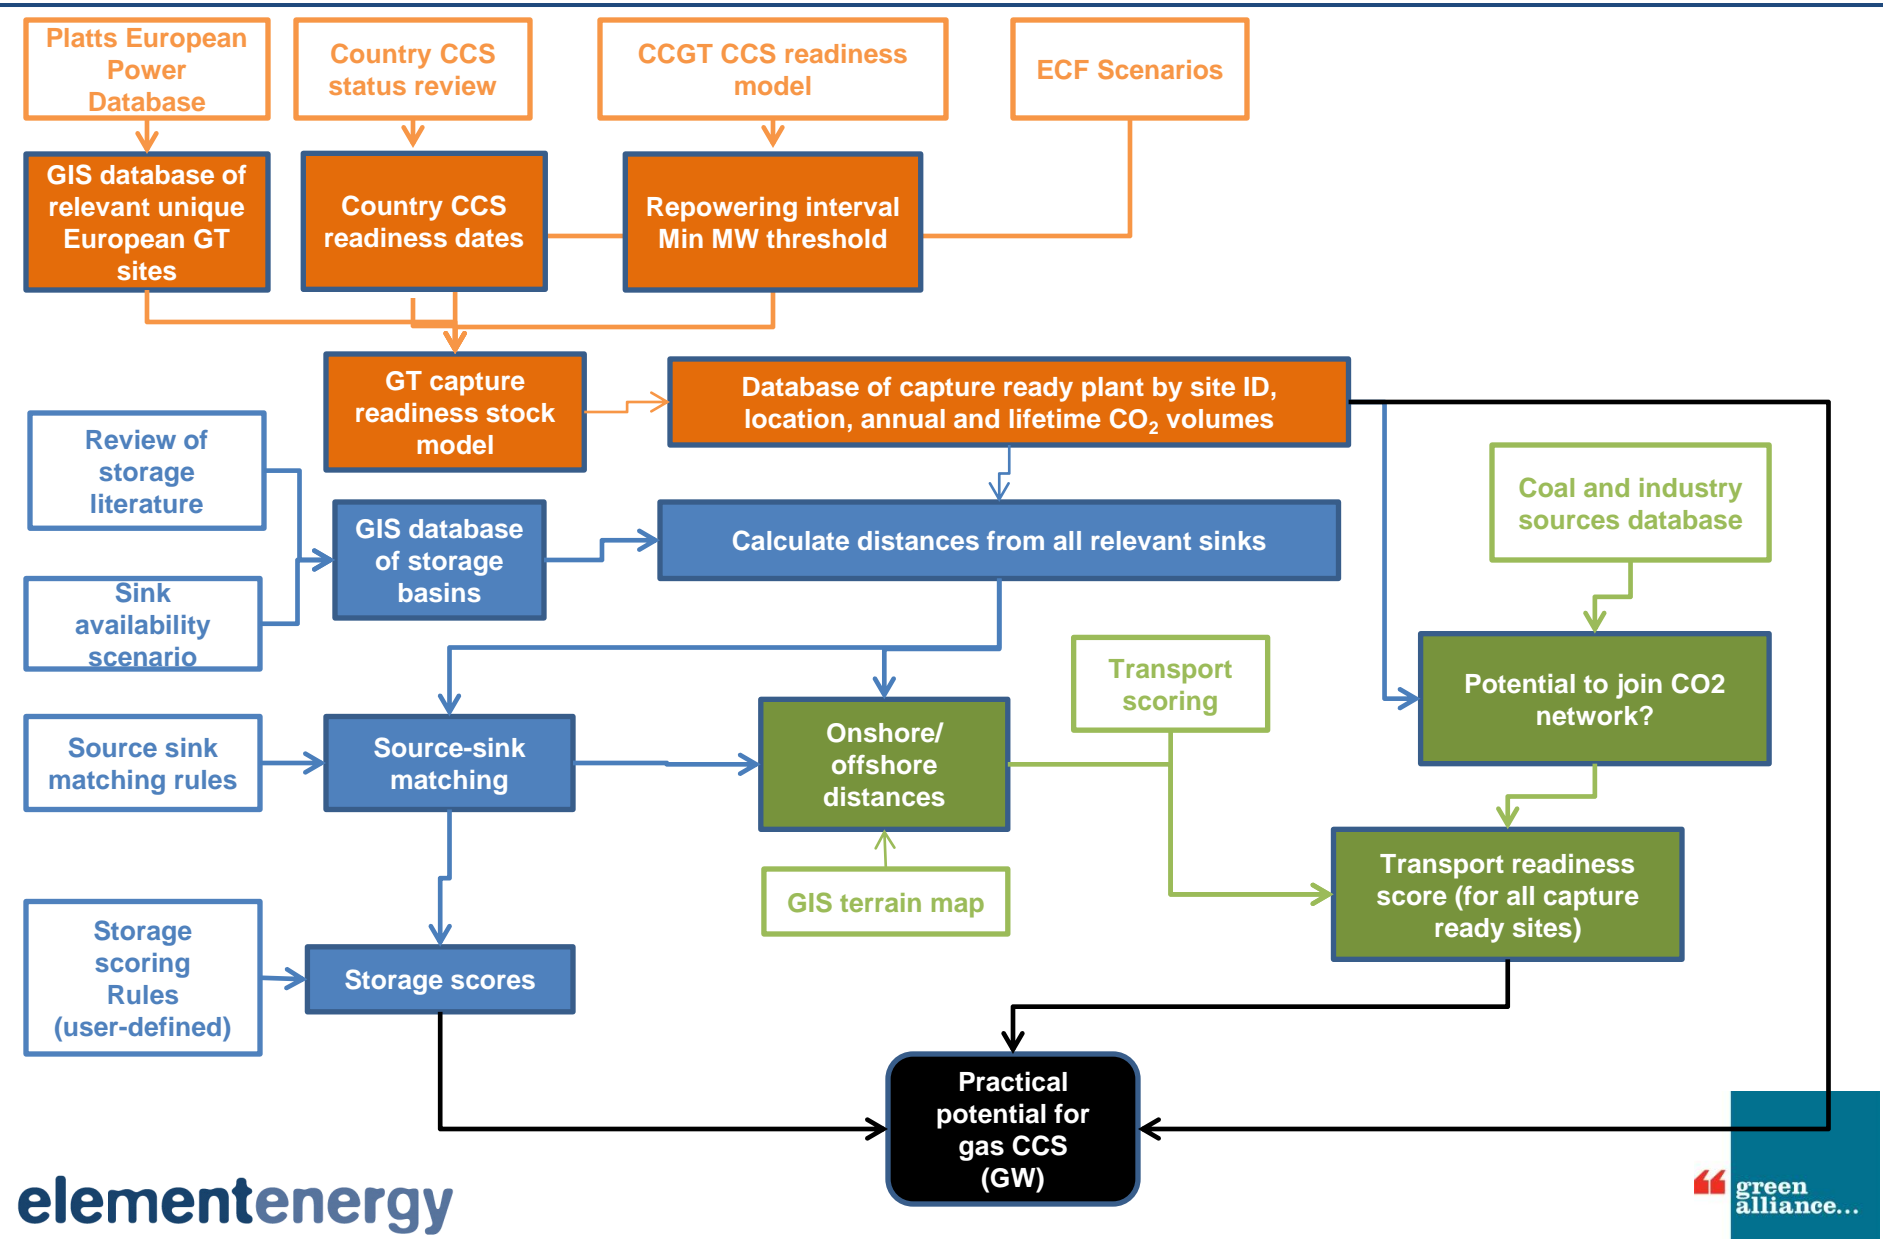 Platts European
Power
Database
Country CCS
status review
CCGT CCS readiness
model
ECF Scenarios
GIS database of
relevant unique
European GT
sites
Country CCS
readiness dates
Repowering interval
Min MW threshold
GT capture
readiness stock
model
Database of capture ready plant by site ID,
location, annual and lifetime CO2 volumes
Review of
storage
literature
GIS database
of storage
basins
Calculate distances from all relevant sinks
Coal and industry
sources database
Sink
availability
scenario
Transport
scoring
Potential to join CO2
network?
Source sink
matching rules
Source-sink
matching
Onshore/
offshore
distances
GIS terrain map
Transport readiness
score (for all capture
ready sites)
Storage
scoring
Rules
(user-defined)
Storage scores
Practical
potential for
gas CCS
(GW)
elementenergy
green
alliance...